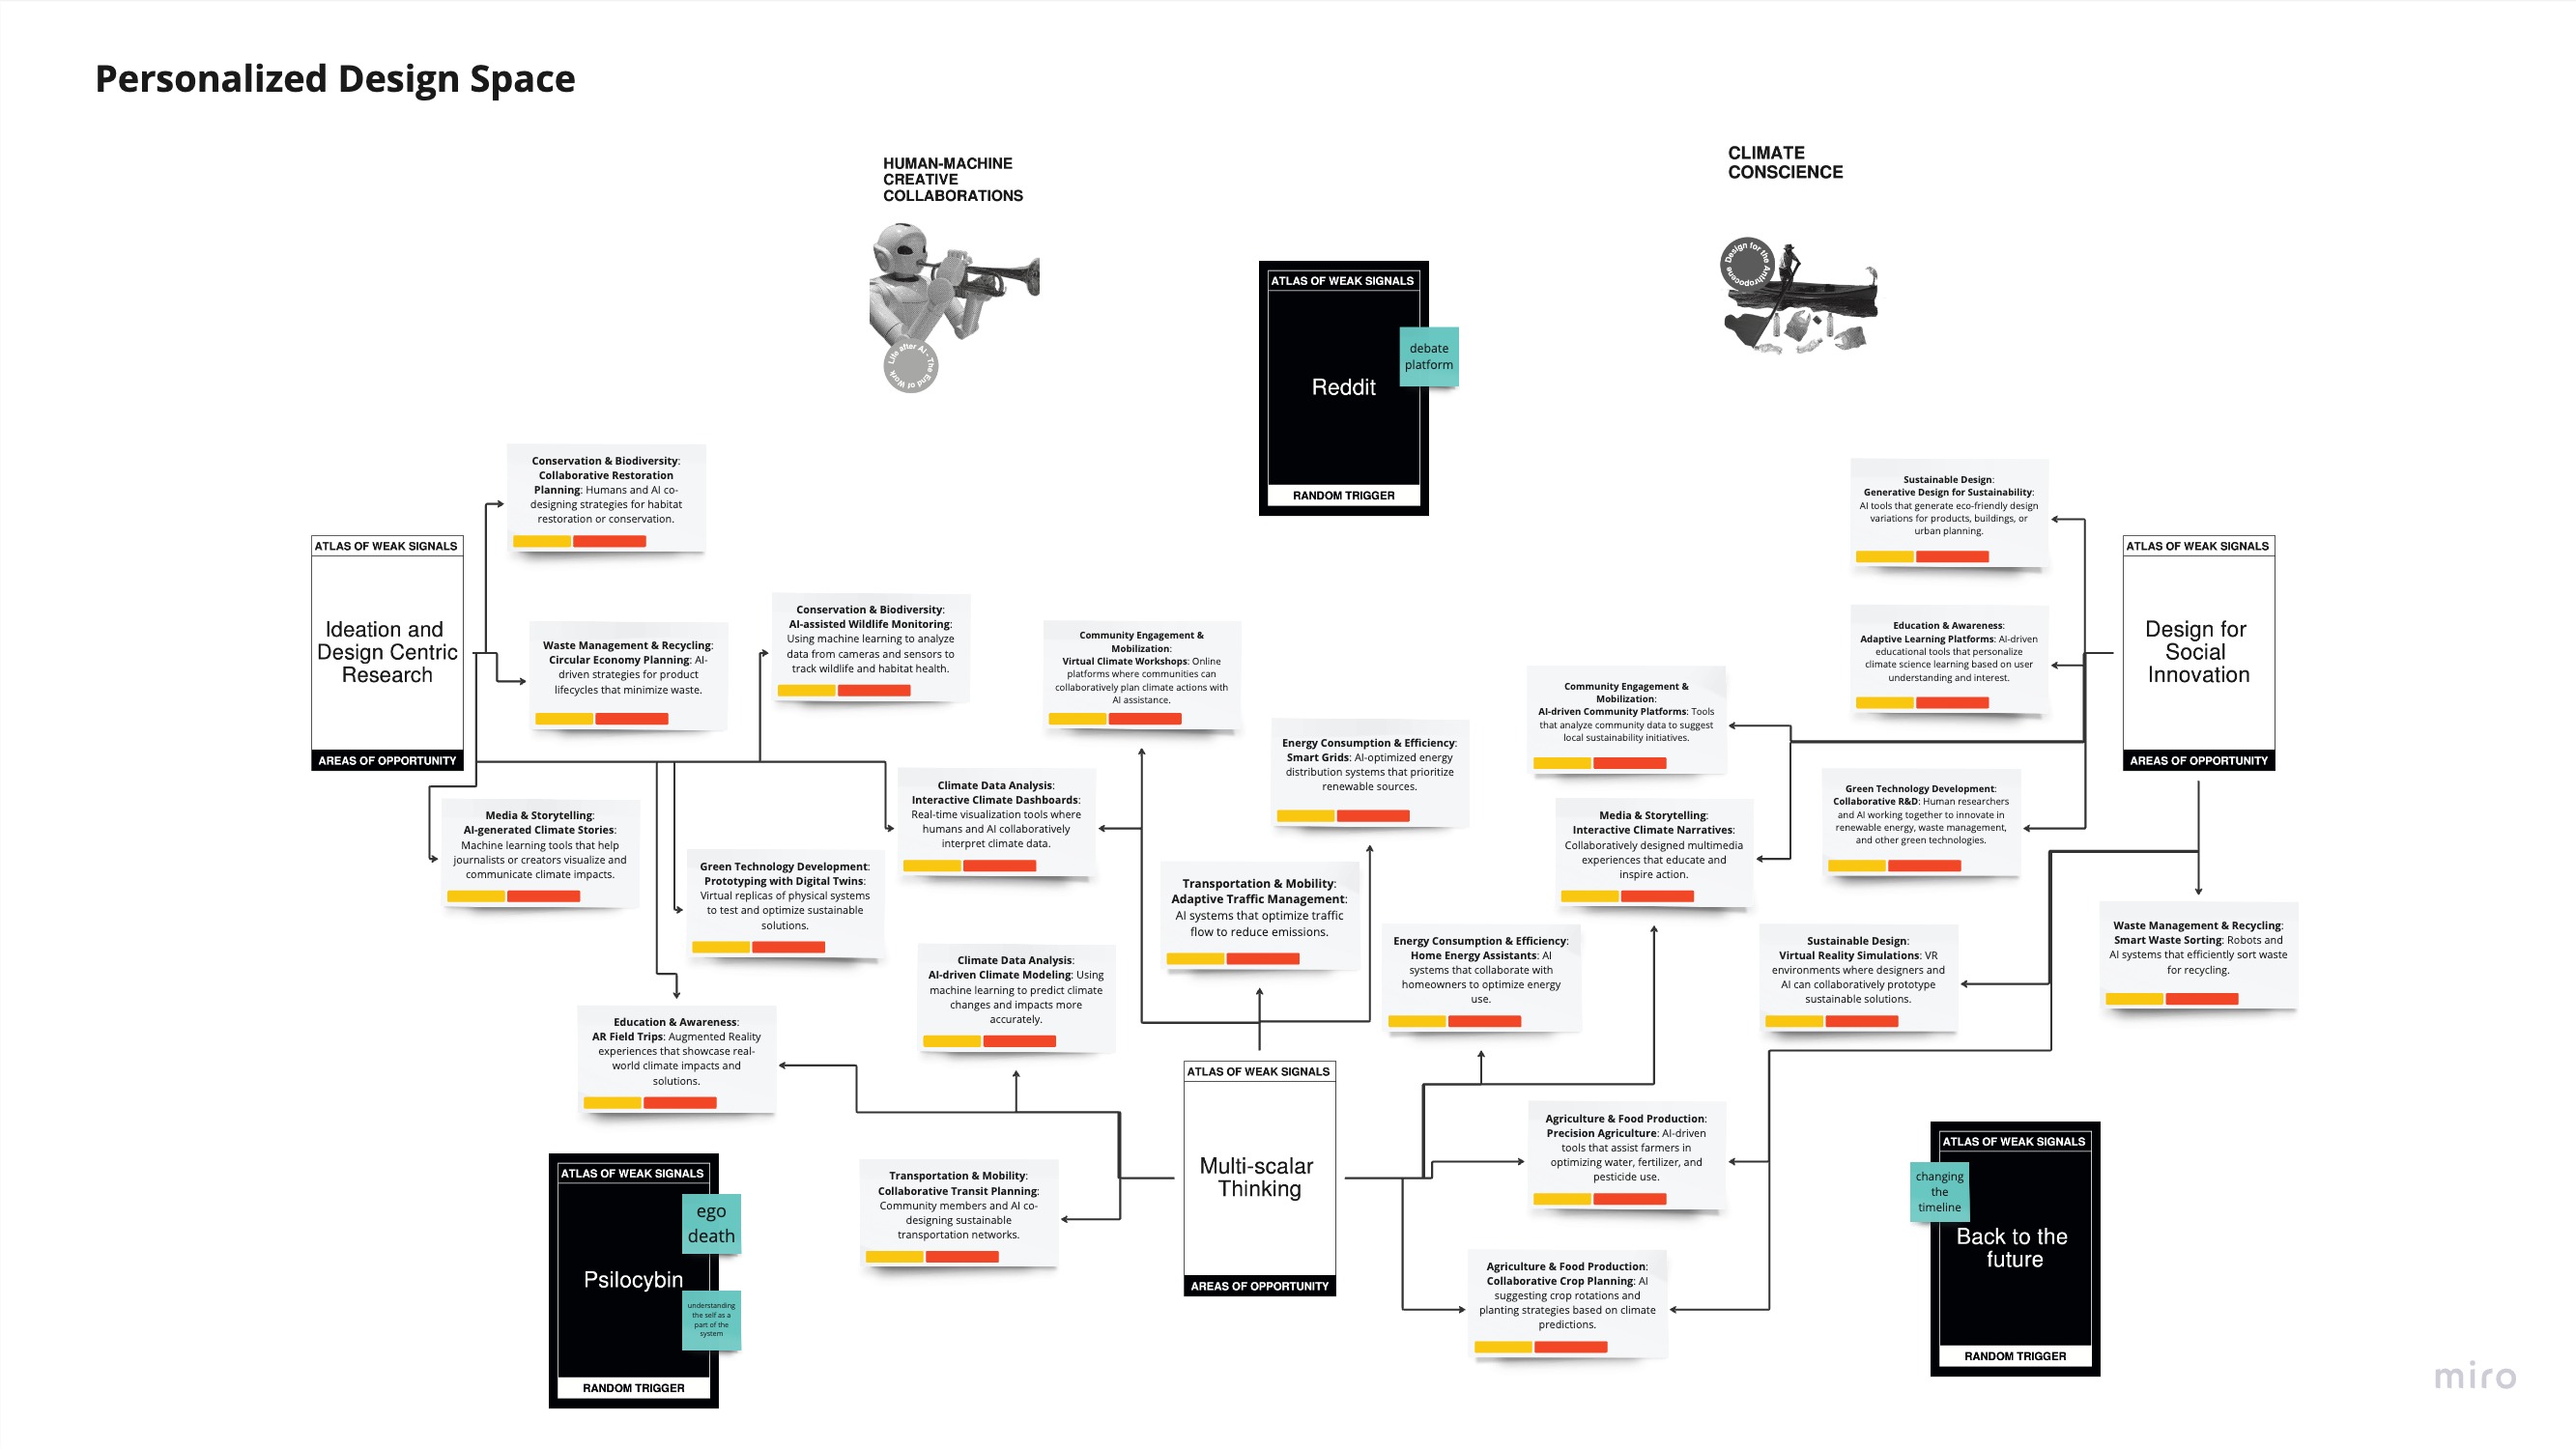 Personalized Design Space
HUMAN-MACHINE
CREATIVE
COLLABORATIONS
Life after AI - The End of Work
CLIMATE
CONSCIENCE
Design for the Anthropocene
ATLAS OF WEAK SIGNALS
Reddit
RANDOM TRIGGER
debate
platform
Conservation & Biodiversity:
Collaborative Restoration
Planning: Humans and AI co-
designing strategies for habitat
restoration or conservation.
ATLAS OF WEAK SIGNALS
Ideation and
Design Centric
Research
AREAS OF OPPORTUNITY
Waste Management & Recycling:
Circular Economy Planning: AI-
driven strategies for product
lifecycles that minimize waste.
Conservation & Biodiversity:
AI-assisted Wildlife Monitoring:
Using machine learning to analyze
data from cameras and sensors to
track wildlife and habitat health.
Community Engagement &
Mobilization:
Virtual Climate Workshops: Online
platforms where communities can
collaboratively plan climate actions with
AI assistance.
Energy Consumption & Efficiency:
Smart Grids: AI-optimized energy
distribution systems that prioritize
renewable sources.
Community Engagement &
Mobilization:
AI-driven Community Platforms: Tools
that analyze community data to suggest
local sustainability initiatives.
Sustainable Design:
Generative Design for Sustainability:
AI tools that generate eco-friendly design
variations for products, buildings, or
urban planning.
Education & Awareness:
Adaptive Learning Platforms: AI-driven
educational tools that personalize
climate science learning based on user
understanding and interest.
ATLAS OF WEAK SIGNALS
Design for
Social
Innovation
AREAS OF OPPORTUNITY
Media & Storytelling:
AI-generated Climate Stories:
Machine learning tools that help
journalists or creators visualize and
communicate climate impacts.
Green Technology Development:
Prototyping with Digital Twins:
Virtual replicas of physical systems
to test and optimize sustainable
solutions.
Climate Data Analysis:
Interactive Climate Dashboards:
Real-time visualization tools where
humans and AI collaboratively
interpret climate data.
Transportation & Mobility:
Adaptive Traffic Management:
AI systems that optimize traffic
flow to reduce emissions.
Media & Storytelling:
Interactive Climate Narratives:
Collaboratively designed multimedia
experiences that educate and
inspire action.
Green Technology Development:
Collaborative R&D: Human researchers
and AI working together to innovate in
renewable energy, waste management,
and other green technologies.
Education & Awareness:
AR Field Trips: Augmented Reality
experiences that showcase real-
world climate impacts and
solutions.
Climate Data Analysis:
AI-driven Climate Modeling: Using
machine learning to predict climate
changes and impacts more
accurately.
Energy Consumption & Efficiency:
Home Energy Assistants: AI
systems that collaborate with
homeowners to optimize energy
use.
Sustainable Design:
Virtual Reality Simulations: VR
environments where designers and
AI can collaboratively prototype
sustainable solutions.
Waste Management & Recycling:
Smart Waste Sorting: Robots and
AI systems that efficiently sort waste
for recycling.
ATLAS OF WEAK SIGNALS
Psilocybin
RANDOM TRIGGER
ego
death
understanding
the self as a
part of the
system
Transportation & Mobility:
Collaborative Transit Planning:
Community members and AI co-
designing sustainable
transportation networks.
ATLAS OF WEAK SIGNALS
Multi-scalar
Thinking
AREAS OF OPPORTUNITY
Agriculture & Food Production:
Precision Agriculture: AI-driven
tools that assist farmers in
optimizing water, fertilizer, and
pesticide use.
Agriculture & Food Production:
Collaborative Crop Planning: AI
suggesting crop rotations and
planting strategies based on climate
predictions.
ATLAS OF WEAK SIGNALS
changing
the
timeline
Back to the
future
RANDOM TRIGGER
miro